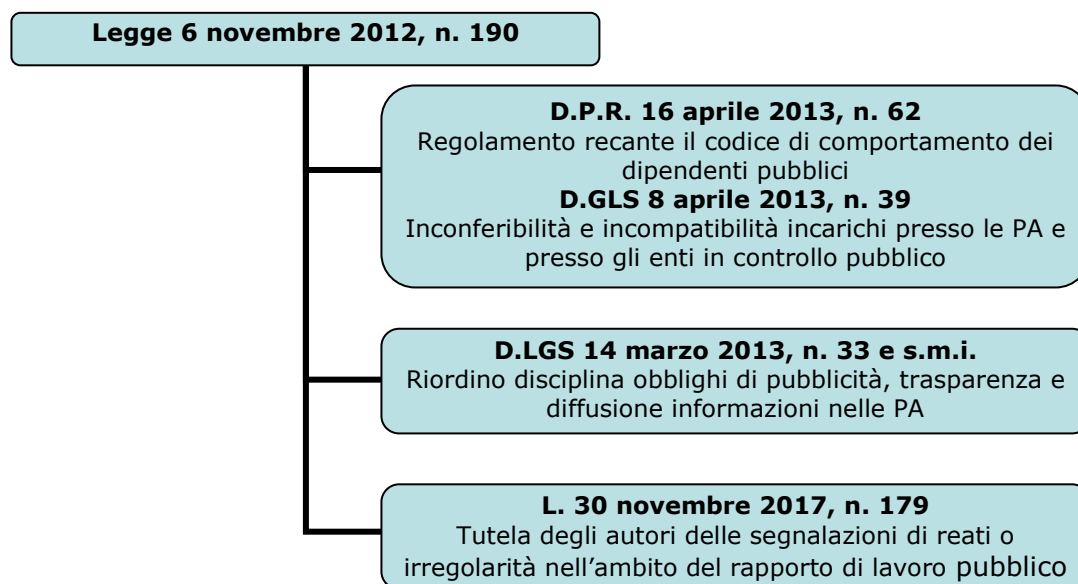 Legge 6 novembre 2012, n. 190
D.P.R. 16 aprile 2013, n. 62
Regolamento recante il codice di comportamento dei
dipendenti pubblici
D.GLS 8 aprile 2013, n. 39
Inconferibilità e incompatibilità incarichi presso le PA e
presso gli enti in controllo pubblico
D.LGS 14 marzo 2013, n. 33 e s.m.i.
Riordino disciplina obblighi di pubblicità, trasparenza e
diffusione informazioni nelle PA
L. 30 novembre 2017, n. 179
Tutela degli autori delle segnalazioni di reati o
irregolarità nell’ambito del rapporto di lavoro pubblico